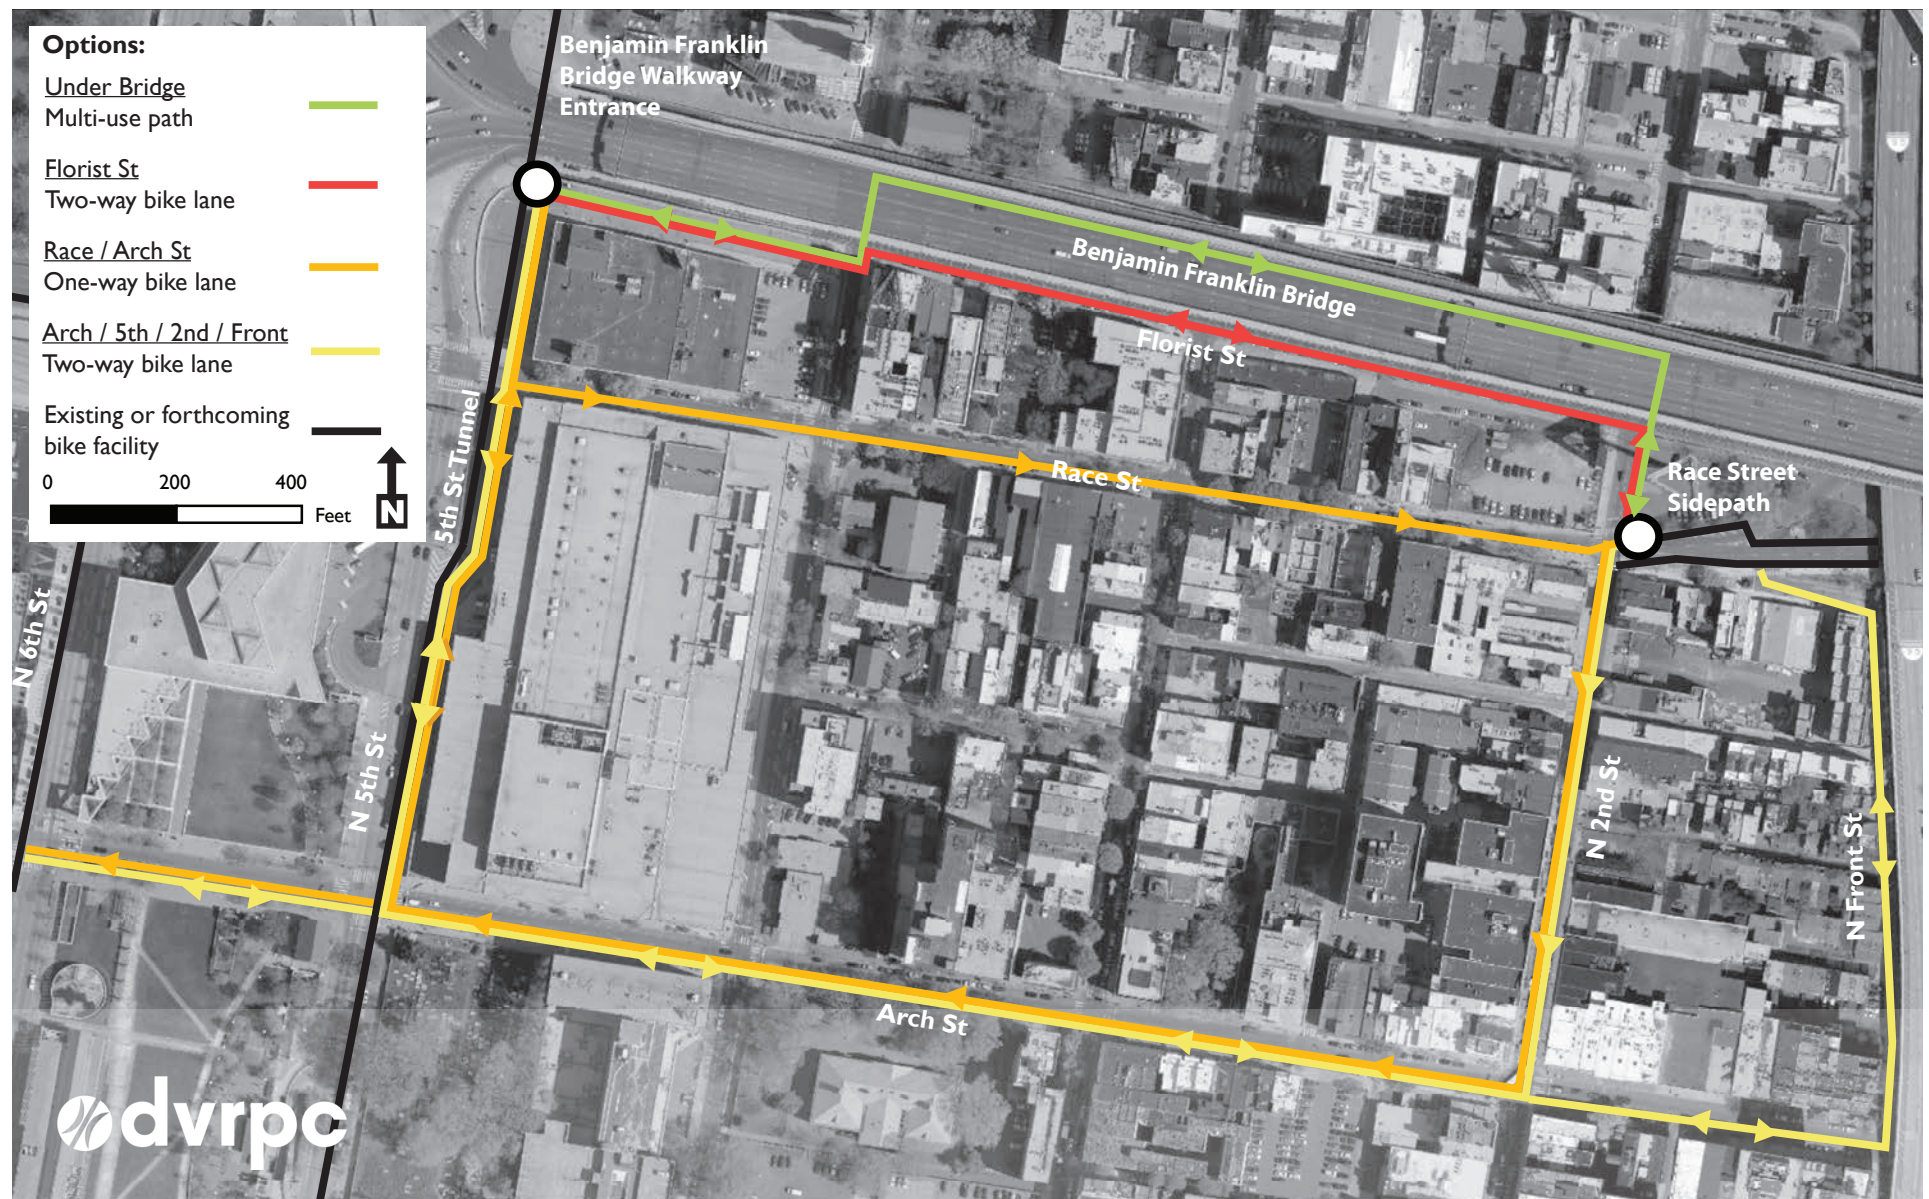 Options:
Under Bridge
Multi-use path
Florist St
Two-way bike lane
Race / Arch St
One-way bike lane
Arch / 5th / 2nd / Front
Two-way bike lane
Existing or forthcoming
bike facility
0 200 400
Feet
N
Benjamin Franklin
Bridge Walkway
Entrance
Benjamin Franklin Bridge
Florist St
5th St Tunnel
Race St
Race Street
Sidepath
N 6th St
N 5th St
N 2nd St
N Front St
Arch St
dvrpc